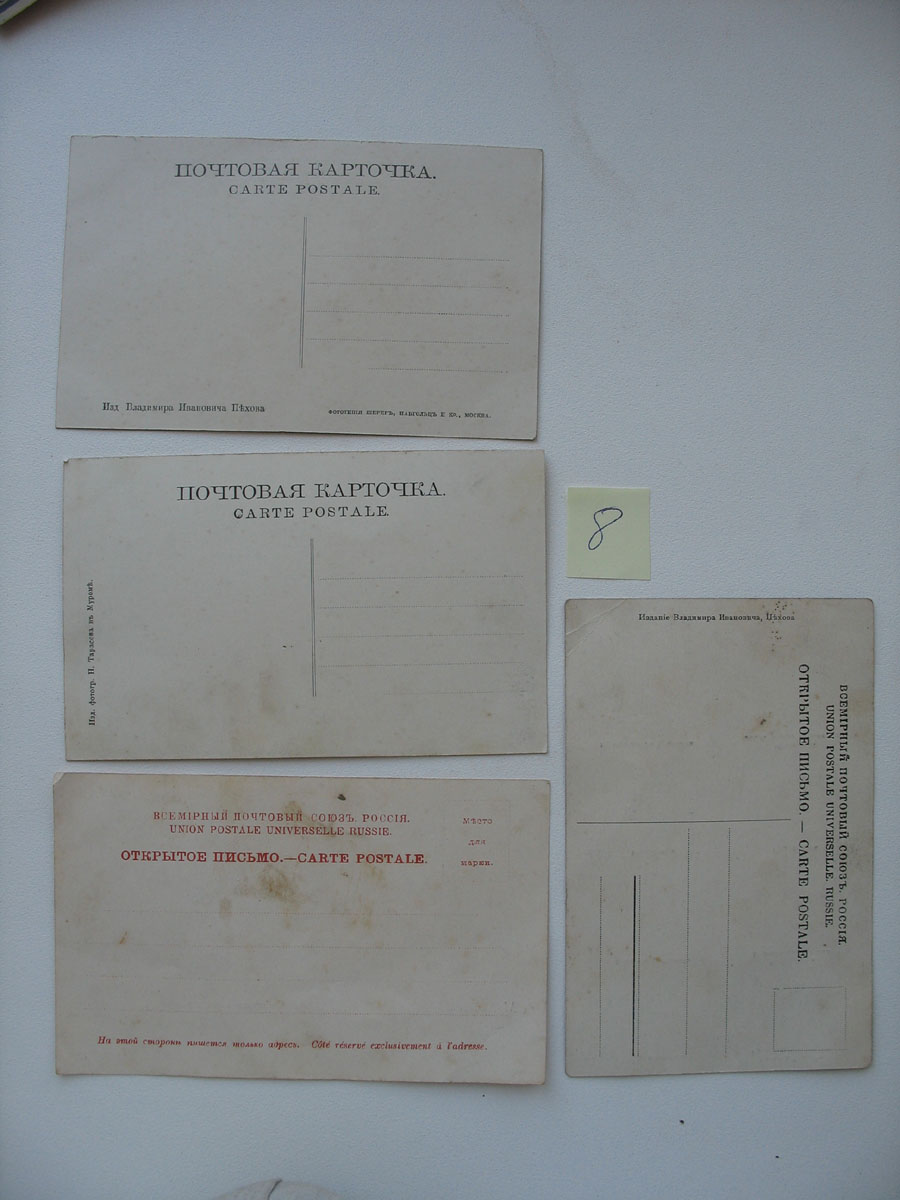 ПОЧТОВАЯ КАРТОЧКА.
CARTE POSTALE.
Изд Владимира Ивановича Пѣхова
ФОТОТИПІЯ ШЕРЕРЪ, НАБГОЛЬЦЪ И К⁰., МОСКВА.
ПОЧТОВАЯ КАРТОЧКА.
CARTE POSTALE.
Изд. фотогр. Н. Тарасова въ Муромѣ.
8
ВСЕМІРНЫЙ ПОЧТОВЫЙ СОЮЗЪ. РОССІЯ.
UNION POSTALE UNIVERSELLE RUSSIE.
ОТКРЫТОЕ ПИСЬМО.—CARTE POSTALE.
Мѣсто
для
марки.
На этой сторонѣ пишется только адресъ. Côté réservé exclusivement à l'adresse.
Изданіе Владимира Ивановича, Пѣхова
ВСЕМІРНЫЙ ПОЧТОВЫЙ СОЮЗЪ. РОССІЯ.
UNION POSTALE UNIVERSELLE. RUSSIE.
ОТКРЫТОЕ ПИСЬМО. — CARTE POSTALE.